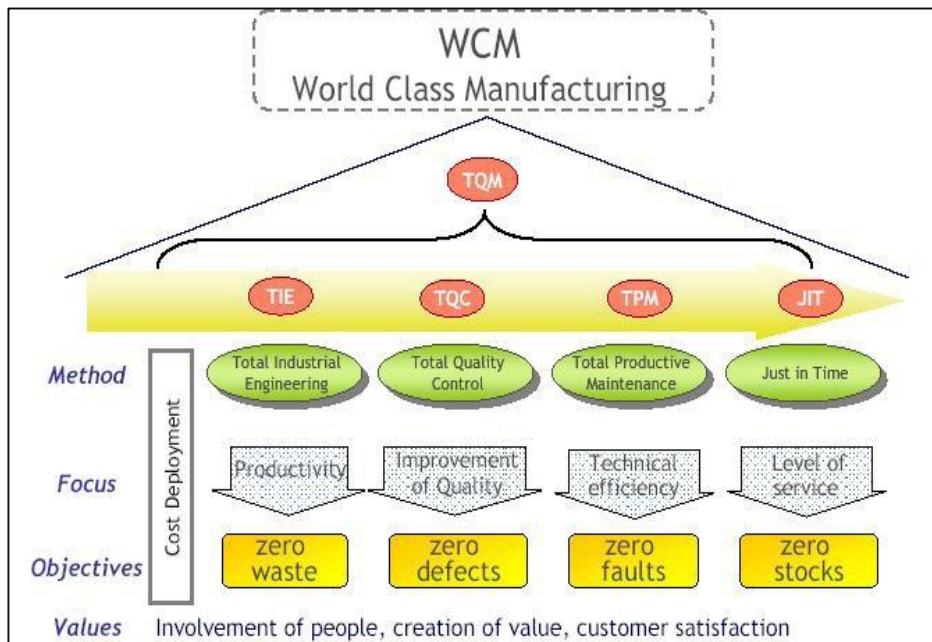 WCM
World Class Manufacturing
TQM
TIE TQC TPM JIT
Method
Total Industrial
Engineering
Total Quality
Control
Total Productive
Maintenance
Just in Time
Cost Deployment
Focus
Productivity
Improvement
of Quality
Technical
efficiency
Level of
service
Objectives
zero
waste
zero
defects
zero
faults
zero
stocks
Values Involvement of people, creation of value, customer satisfaction